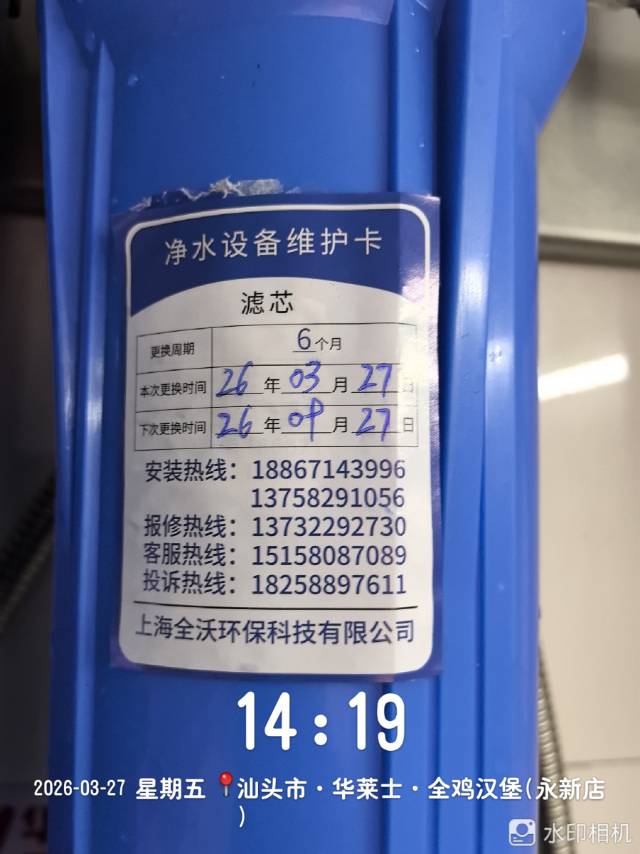 净水设备维护卡
滤芯
更换周期 6个月
本次更换时间 26年03月27日
下次更换时间 26年09月27日
安装热线：18867143996
13758291056
报修热线：13732292730
客服热线：15158087089
投诉热线：18258897611
上海全沃环保科技有限公司
14:19
2026-03-27 星期五 汕头市·华莱士·全鸡汉堡(永新店
)
水印相机